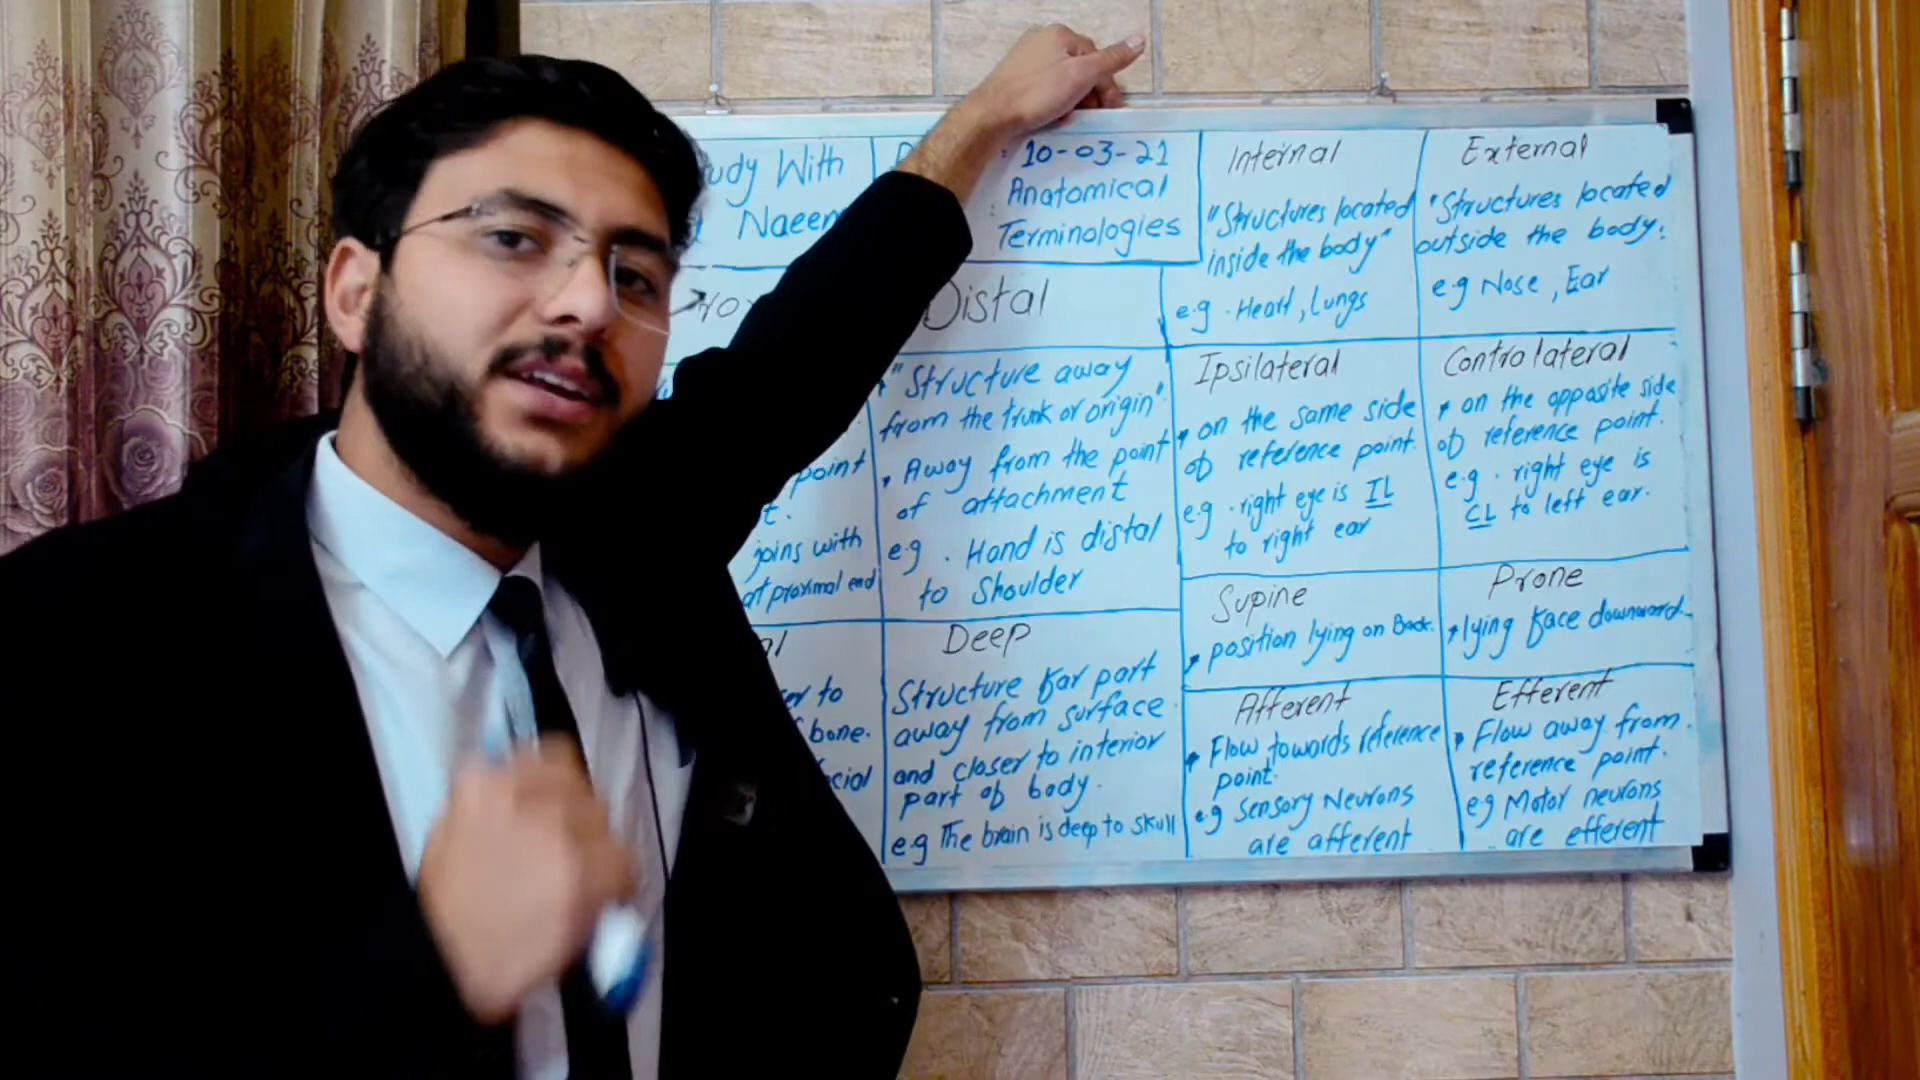 With
Naeem
10-03-21
Anatomical
Terminologies
Distal
"Structure away
from the trunk or origin"
Away from the point
of attachment
e.g. Hand is distal
to Shoulder
point
joins with
at proximal end
to
bone.
Deep
Structure far part
away from surface
and closer to interior
part of body.
e.g The brain is deep to skull
Internal
"Structures located
inside the body"
e.g. Heart, Lungs
External
"Structures located
outside the body.
e.g Nose, Ear
Ipsilateral
on the same side
of reference point.
e.g. right eye is IL
to right ear
Contralateral
on the opposite side
of reference point.
e.g. right eye is
CL to left ear.
Supine
position lying on Back.
Prone
lying face downward.
Afferent
Flow towards reference
point.
e.g Sensory Neurons
are afferent
Efferent
Flow away from
reference point.
e.g Motor neurons
are efferent